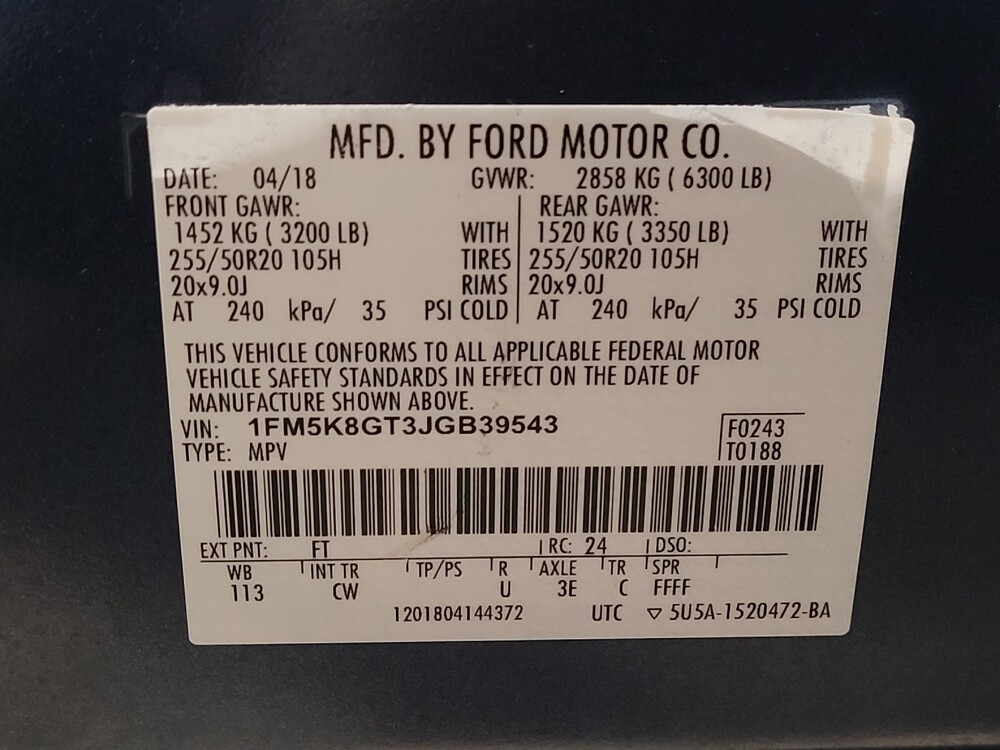 MFD. BY FORD MOTOR CO.
DATE: 04/18 GVWR: 2858 KG ( 6300 LB)
FRONT GAWR: REAR GAWR:
1452 KG ( 3200 LB) WITH 1520 KG ( 3350 LB) WITH
255/50R20 105H TIRES 255/50R20 105H TIRES
20x9.0J RIMS 20x9.0J RIMS
AT 240 kPa/ 35 PSI COLD AT 240 kPa/ 35 PSI COLD
THIS VEHICLE CONFORMS TO ALL APPLICABLE FEDERAL MOTOR
VEHICLE SAFETY STANDARDS IN EFFECT ON THE DATE OF
MANUFACTURE SHOWN ABOVE.
VIN: 1FM5K8GT3JGB39543 F0243
TYPE: MPV T0188
EXT PNT: FT RC: 24 DSO:
WB INT TR TP/PS R AXLE TR SPR
113 CW U 3E C FFFF
1201804144372 UTC ▽ 5U5A-1520472-BA